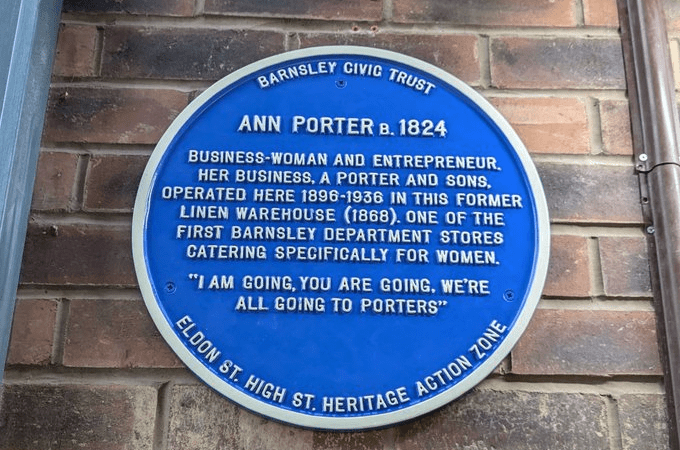 BARNSLEY CIVIC TRUST
ANN PORTER B. 1824
BUSINESS-WOMAN AND ENTREPRENEUR.
HER BUSINESS, A PORTER AND SONS,
OPERATED HERE 1896-1936 IN THIS FORMER
LINEN WAREHOUSE (1868). ONE OF THE
FIRST BARNSLEY DEPARTMENT STORES
CATERING SPECIFICALLY FOR WOMEN.
"I AM GOING, YOU ARE GOING, WE'RE
ALL GOING TO PORTERS"
ELDON ST. HIGH ST. HERITAGE ACTION ZONE